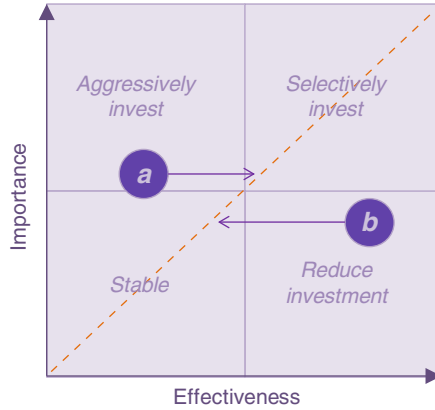 Aggressively
invest
Selectively
invest
a
b
Importance
Stable
Reduce
investment
Effectiveness